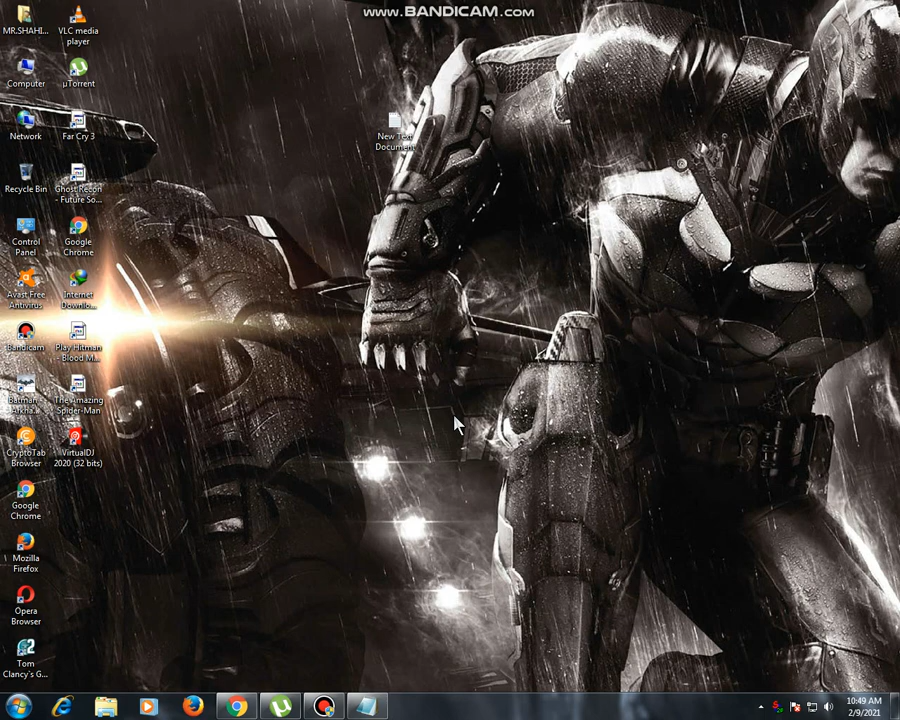 www.BANDICAM.com
MR.SHAHI...
VLC media
player
Computer
µTorrent
Network
Far Cry 3
New Text
Document
Recycle Bin
Ghost Recon
- Future So...
Control
Panel
Google
Chrome
Avast Free
Antivirus
Internet
Downlo...
Bandicam
Play Hitman
- Blood M...
Batman -
Arkha...
The Amazing
Spider-Man
CryptoTab
Browser
VirtualDJ
2020 (32 bits)
Google
Chrome
Mozilla
Firefox
Opera
Browser
Tom
Clancy's G...
10:49 AM
2/9/2021